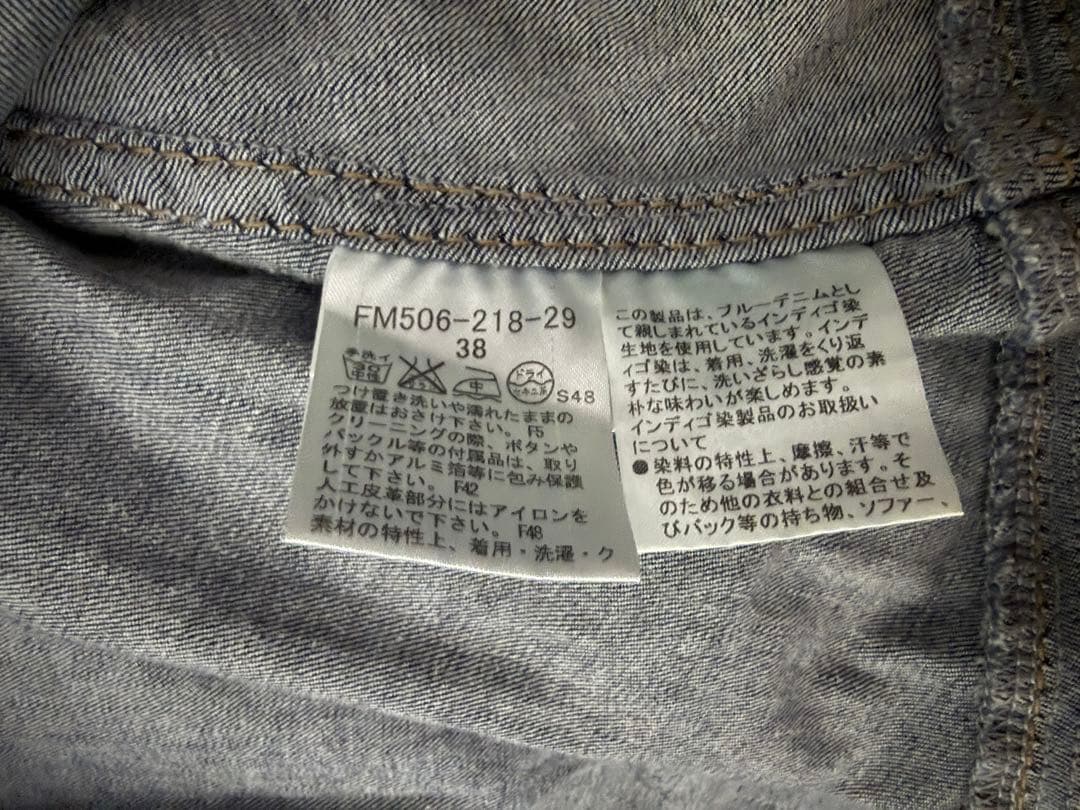 FM506-218-29
38
手洗イ
中性
ドライ
セキユ系
S48
つけ置き洗いや濡れたままの
放置はおさけ下さい。 F5
クリーニングの際、ボタンや
バックル等の付属品は、取り
外すかアルミ箔等に包み保護
して下さい。 F42
人工皮革部分にはアイロンを
かけないで下さい。 F48
素材の特性上、着用・洗濯・ク
この製品は、ブルーデニムとし
て親しまれているインディゴ染
生地を使用しています。インデ
ィゴ染は、着用、洗濯をくり返
すたびに、洗いざらし感覚の素
朴な味わいが楽しめます。
インディゴ染製品のお取扱い
について
●染料の特性上、摩擦、汗等で
色が移る場合があります。そ
のため他の衣料との組合せ及
びバック等の持ち物、ソファー、